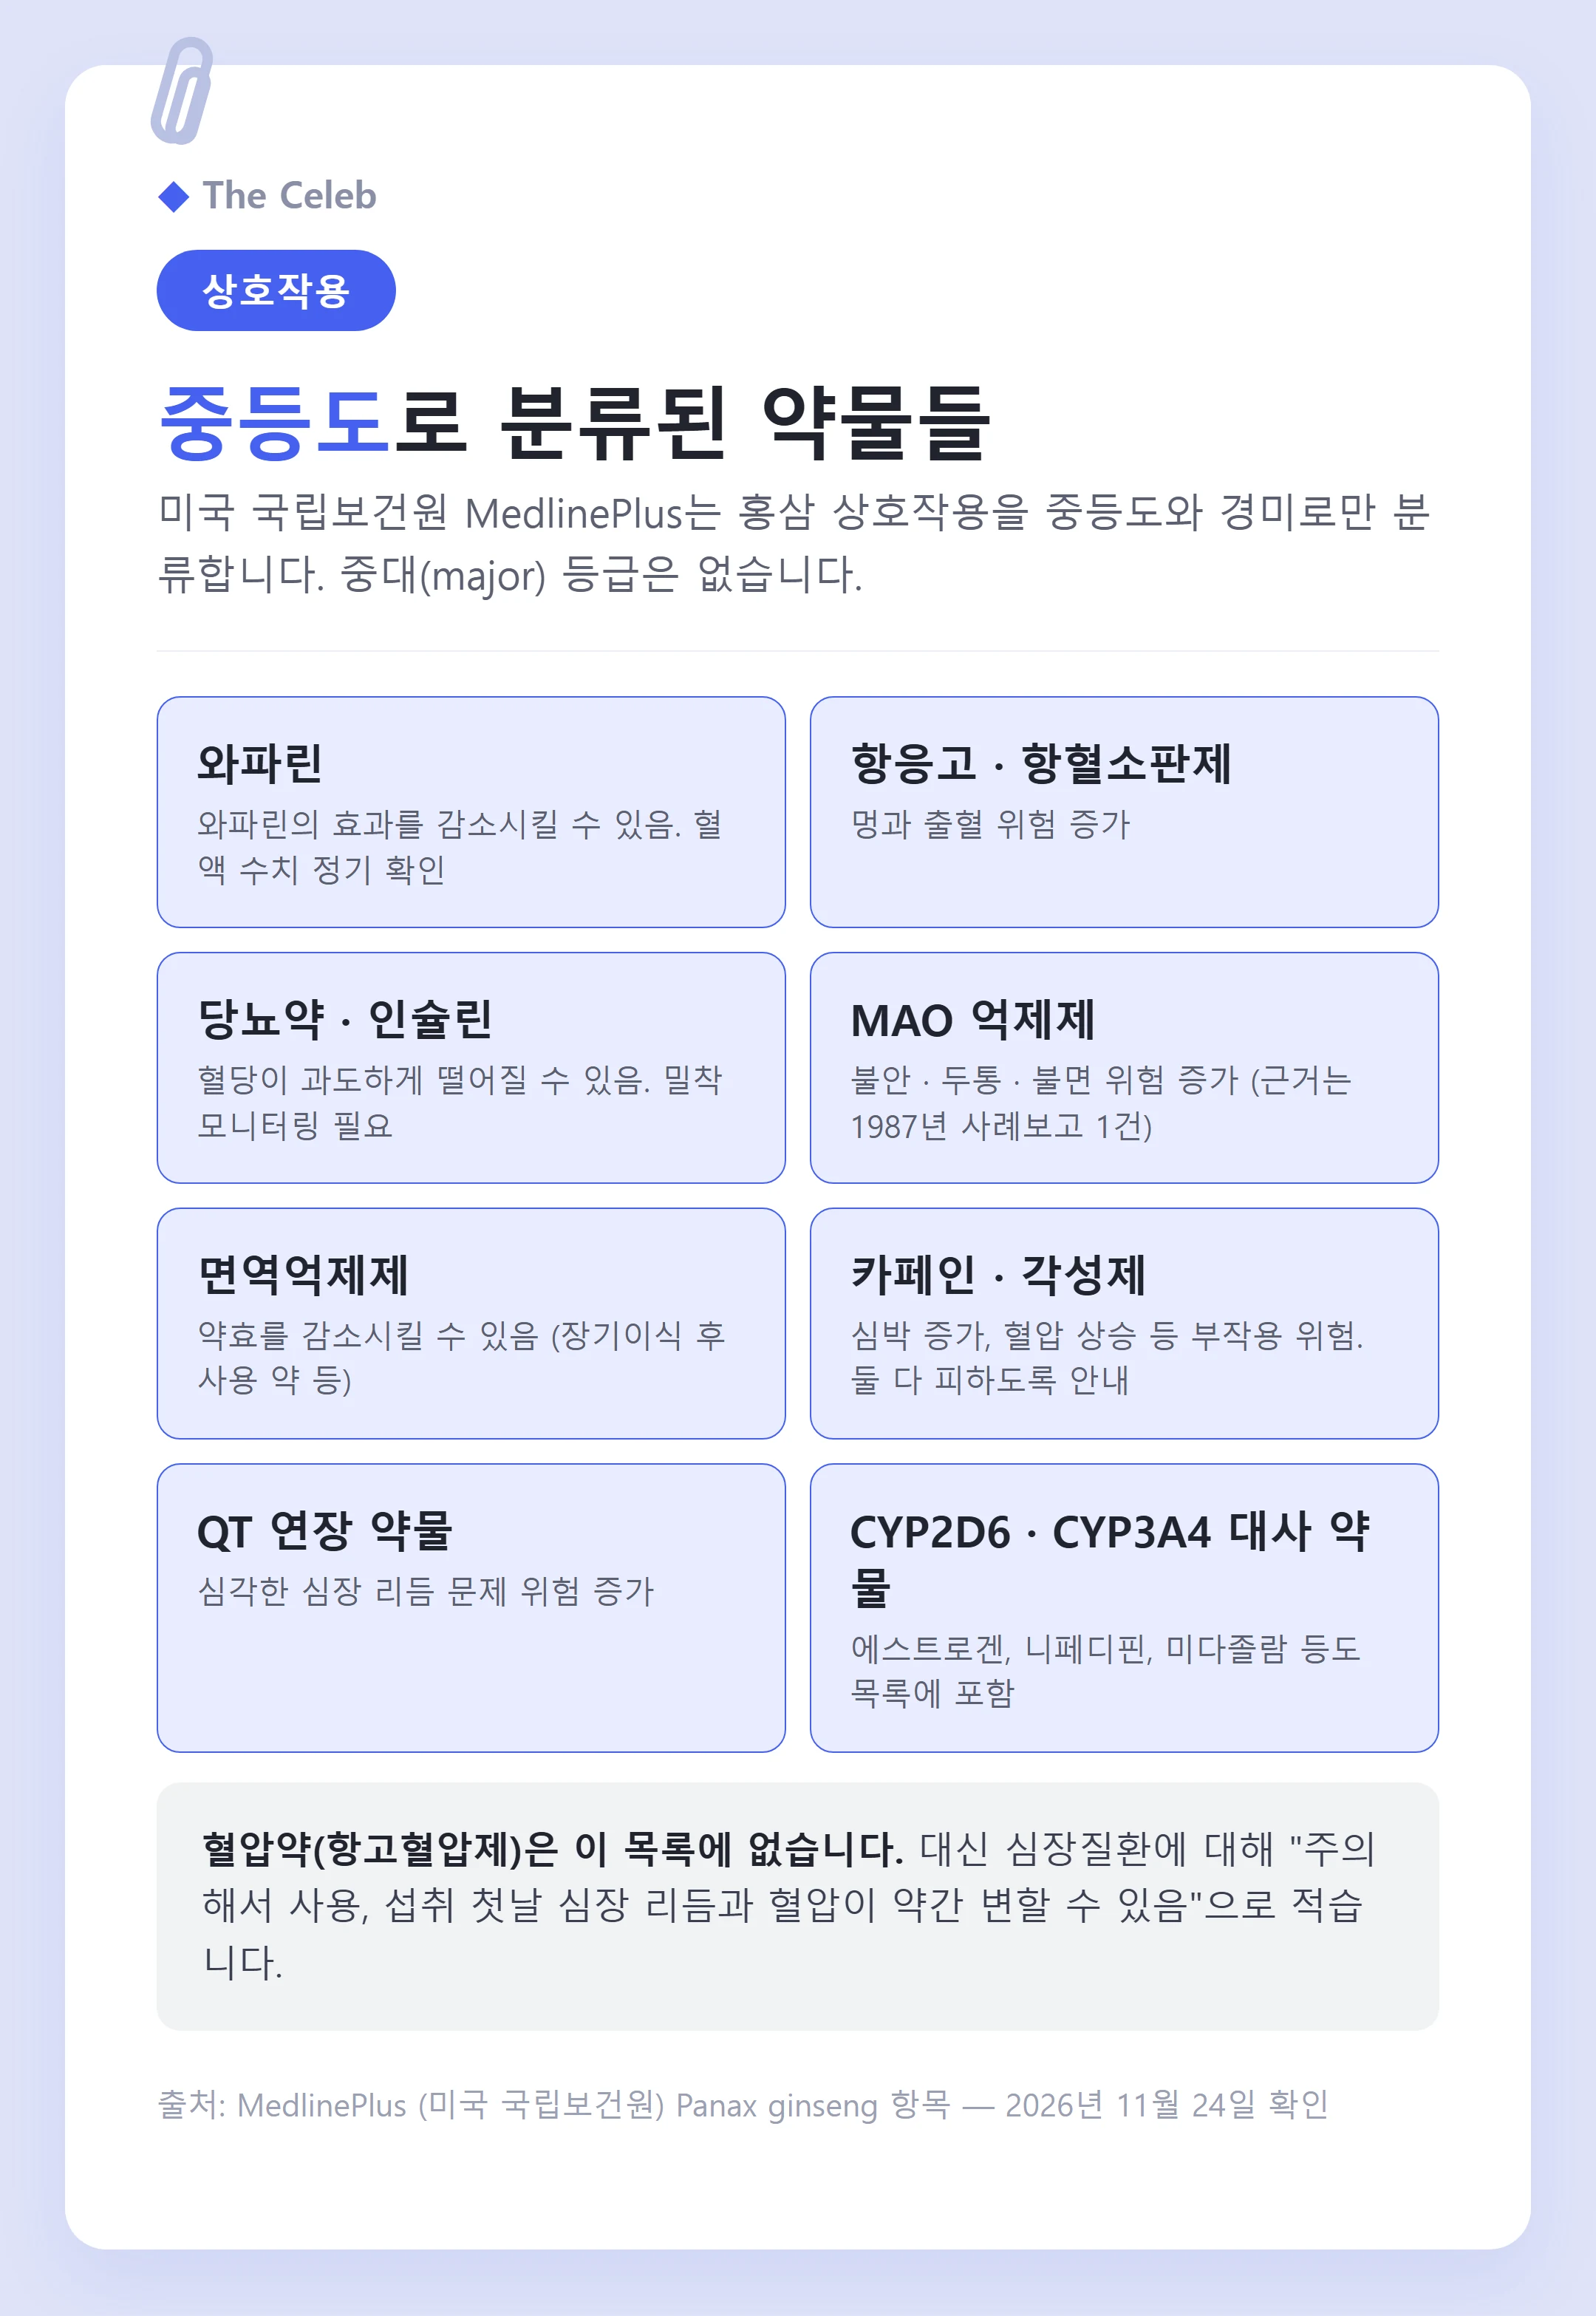 The Celeb
상호작용
중등도로 분류된 약물들
미국 국립보건원 MedlinePlus는 홍삼 상호작용을 중등도와 경미로만 분
류합니다. 중대(major) 등급은 없습니다.
와파린
와파린의 효과를 감소시킬 수 있음. 혈
액 수치 정기 확인
항응고 · 항혈소판제
멍과 출혈 위험 증가
당뇨약 · 인슐린
혈당이 과도하게 떨어질 수 있음. 밀착
모니터링 필요
MAO 억제제
불안 · 두통 · 불면 위험 증가 (근거는
1987년 사례보고 1건)
면역억제제
약효를 감소시킬 수 있음 (장기이식 후
사용 약 등)
카페인 · 각성제
심박 증가, 혈압 상승 등 부작용 위험.
둘 다 피하도록 안내
QT 연장 약물
심각한 심장 리듬 문제 위험 증가
CYP2D6 · CYP3A4 대사 약
물
에스트로겐, 니페디핀, 미다졸람 등도
목록에 포함
혈압약(항고혈압제)은 이 목록에 없습니다. 대신 심장질환에 대해 "주의
해서 사용, 섭취 첫날 심장 리듬과 혈압이 약간 변할 수 있음"으로 적습
니다.
출처: MedlinePlus (미국 국립보건원) Panax ginseng 항목 — 2026년 11월 24일 확인